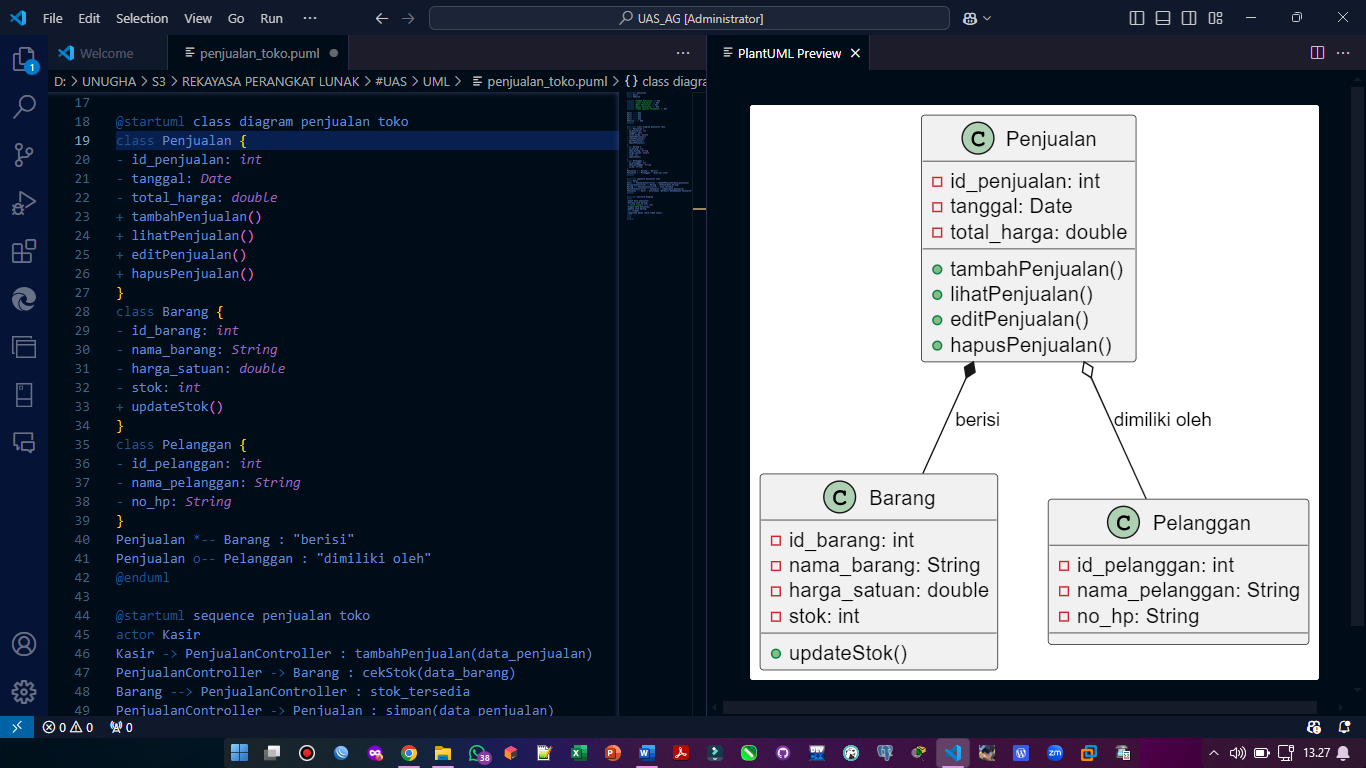 File Edit Selection View Go Run ··· UAS_AG [Administrator]
Welcome
penjualan_toko.puml
PlantUML Preview
D: > UNUGHA > S3 > REKAYASA PERANGKAT LUNAK > #UAS > UML > penjualan_toko.puml > {} class diagra
17
18 @startuml class diagram penjualan toko
19 class Penjualan {
20 - id_penjualan: int
21 - tanggal: Date
22 - total_harga: double
23 + tambahPenjualan()
24 + lihatPenjualan()
25 + editPenjualan()
26 + hapusPenjualan()
27 }
28 class Barang {
29 - id_barang: int
30 - nama_barang: String
31 - harga_satuan: double
32 - stok: int
33 + updateStok()
34 }
35 class Pelanggan {
36 - id_pelanggan: int
37 - nama_pelanggan: String
38 - no_hp: String
39 }
40 Penjualan *-- Barang : "berisi"
41 Penjualan o-- Pelanggan : "dimiliki oleh"
42 @enduml
43
44 @startuml sequence penjualan toko
45 actor Kasir
46 Kasir -> PenjualanController : tambahPenjualan(data_penjualan)
47 PenjualanController -> Barang : cekStok(data_barang)
48 Barang --> PenjualanController : stok_tersedia
49 PenjualanController -> Penjualan : simpan(data_penjualan)
C Penjualan
id_penjualan: int
tanggal: Date
total_harga: double
tambahPenjualan()
lihatPenjualan()
editPenjualan()
hapusPenjualan()
berisi
dimiliki oleh
C Barang
id_barang: int
nama_barang: String
harga_satuan: double
stok: int
updateStok()
C Pelanggan
id_pelanggan: int
nama_pelanggan: String
no_hp: String
1
0 0 0
38
zm
13.27